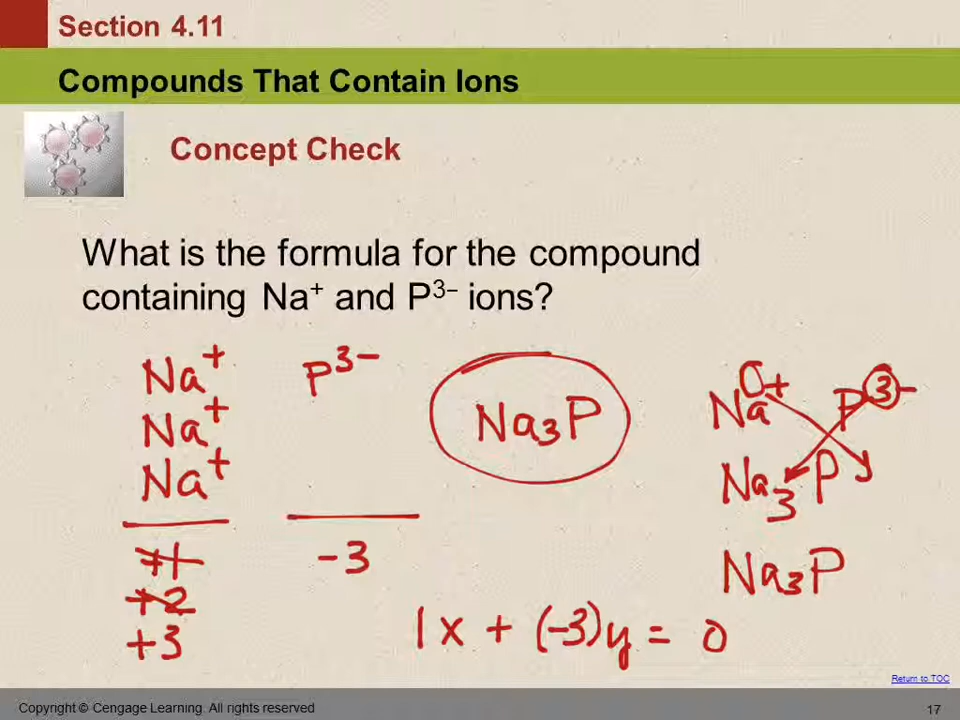 Section 4.11
Compounds That Contain Ions
Concept Check
What is the formula for the compound
containing Na⁺ and P³⁻ ions?
Na⁺ P³⁻
Na⁺
Na⁺
+1 -3
+2
+3
Na₃P
Na⁺ P³⁻
Na₃P
Na₃P
1x + (-3)y = 0
Return to TOC
Copyright © Cengage Learning. All rights reserved 17